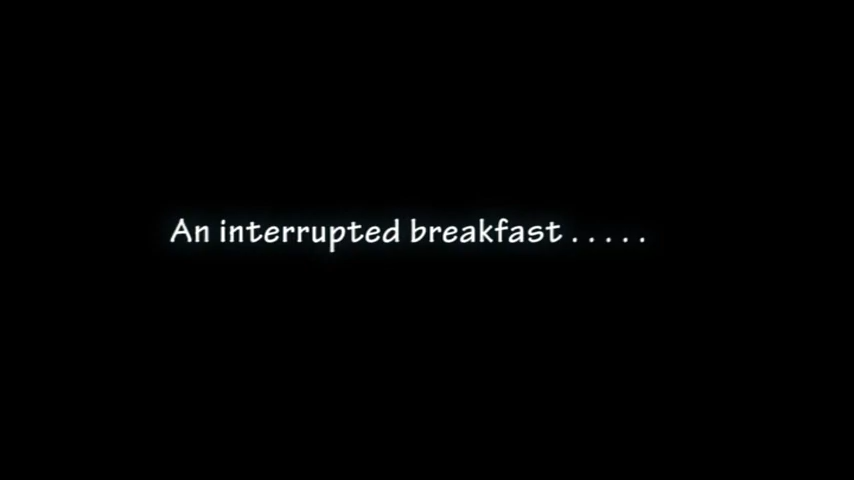 An interrupted breakfast . . . . .